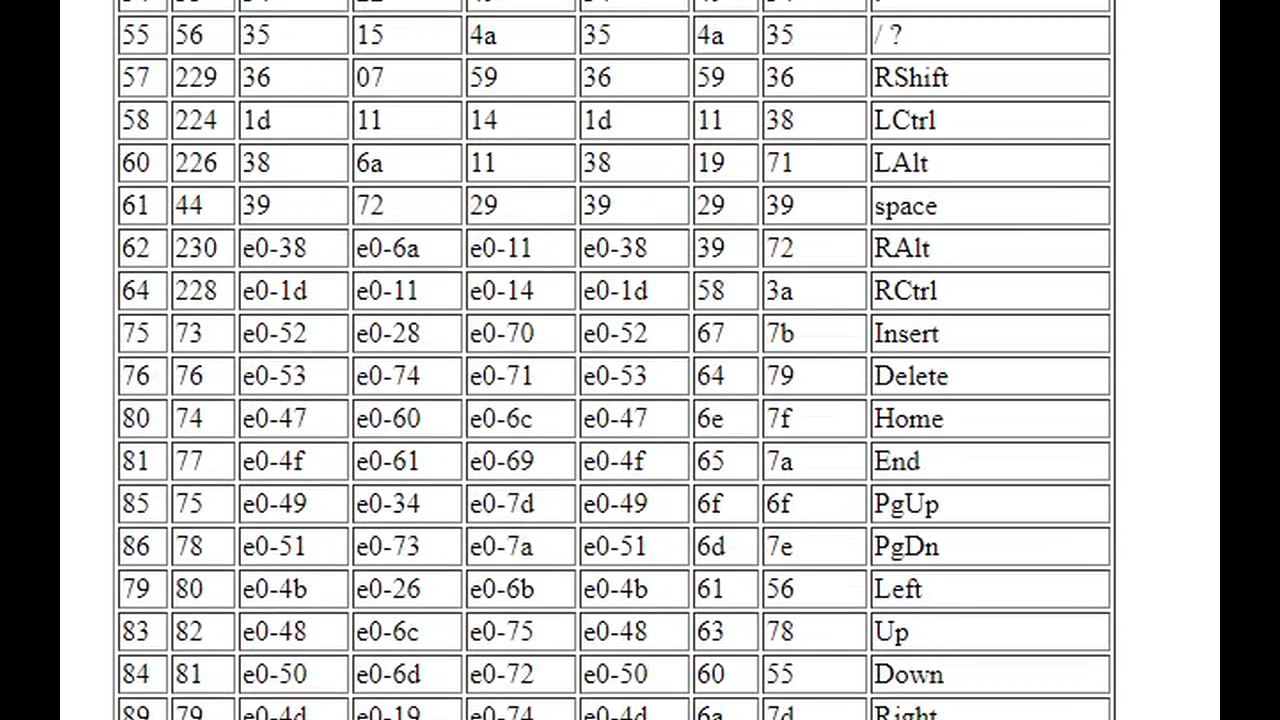 55 56 35 15 4a 35 4a 35 / ?
57 229 36 07 59 36 59 36 RShift
58 224 1d 11 14 1d 11 38 LCtrl
60 226 38 6a 11 38 19 71 LAlt
61 44 39 72 29 39 29 39 space
62 230 e0-38 e0-6a e0-11 e0-38 39 72 RAlt
64 228 e0-1d e0-11 e0-14 e0-1d 58 3a RCtrl
75 73 e0-52 e0-28 e0-70 e0-52 67 7b Insert
76 76 e0-53 e0-74 e0-71 e0-53 64 79 Delete
80 74 e0-47 e0-60 e0-6c e0-47 6e 7f Home
81 77 e0-4f e0-61 e0-69 e0-4f 65 7a End
85 75 e0-49 e0-34 e0-7d e0-49 6f 6f PgUp
86 78 e0-51 e0-73 e0-7a e0-51 6d 7e PgDn
79 80 e0-4b e0-26 e0-6b e0-4b 61 56 Left
83 82 e0-48 e0-6c e0-75 e0-48 63 78 Up
84 81 e0-50 e0-6d e0-72 e0-50 60 55 Down
89 79 e0-4d e0-19 e0-74 e0-4d 6a 7d Right